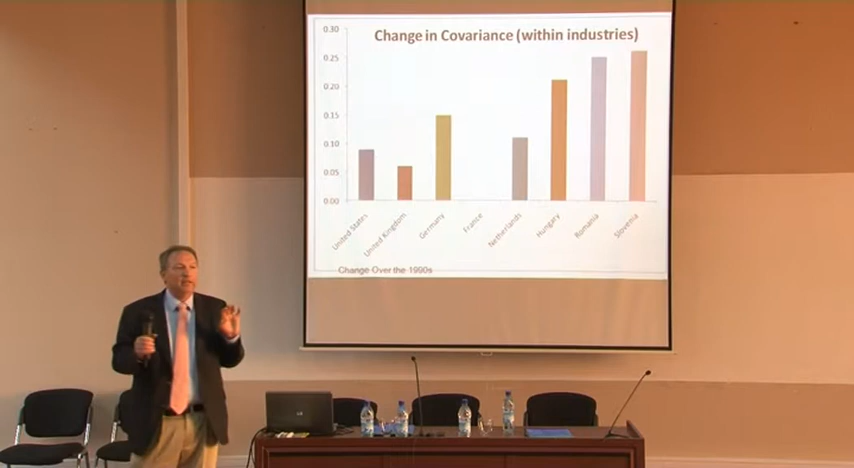 Change in Covariance (within industries)
0.30
0.25
0.20
0.15
0.10
0.05
0.00
United States
United Kingdom
Germany
France
Netherlands
Hungary
Romania
Slovenia
Change Over the 1990s